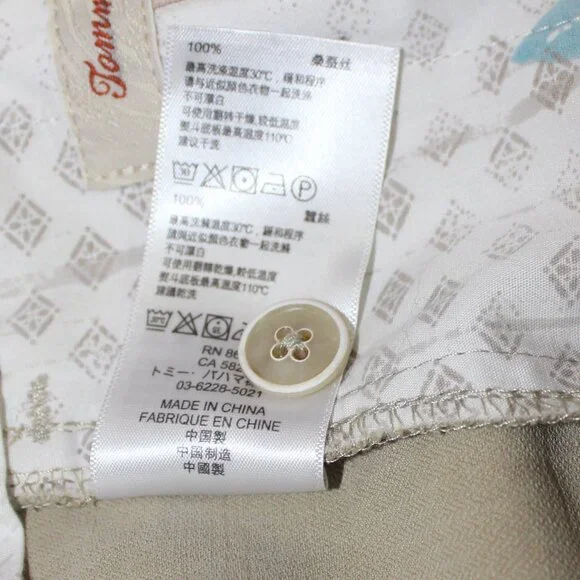 Tomm
100% 桑蚕丝
最高洗涤温度30℃，缓和程序
请与近似颜色衣物一起洗涤
不可漂白
可使用翻转干燥，较低温度
熨斗底板最高温度110℃
建议干洗
P
100% 蠶絲
最高洗滌溫度30℃，緩和程序
請與近似顏色衣物一起洗滌
不可漂白
可使用翻轉乾燥，較低溫度
熨斗底板最高溫度110℃
建議乾洗
RN
CA
トミー・バハマ
03-6228-5021
MADE IN CHINA
FABRIQUE EN CHINE
中国製
中国制造
中國製